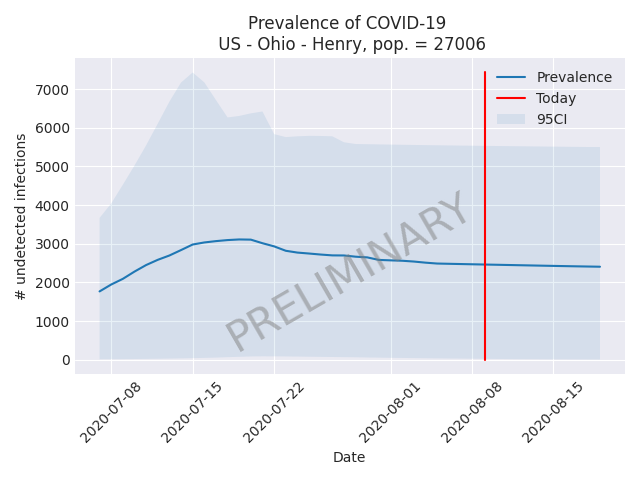 Prevalence of COVID-19
US - Ohio - Henry, pop. = 27006
Prevalence
Today
95CI
# undetected infections
7000
6000
5000
4000
3000
2000
1000
0
PRELIMINARY
2020-07-08
2020-07-15
2020-07-22
2020-08-01
2020-08-08
2020-08-15
Date